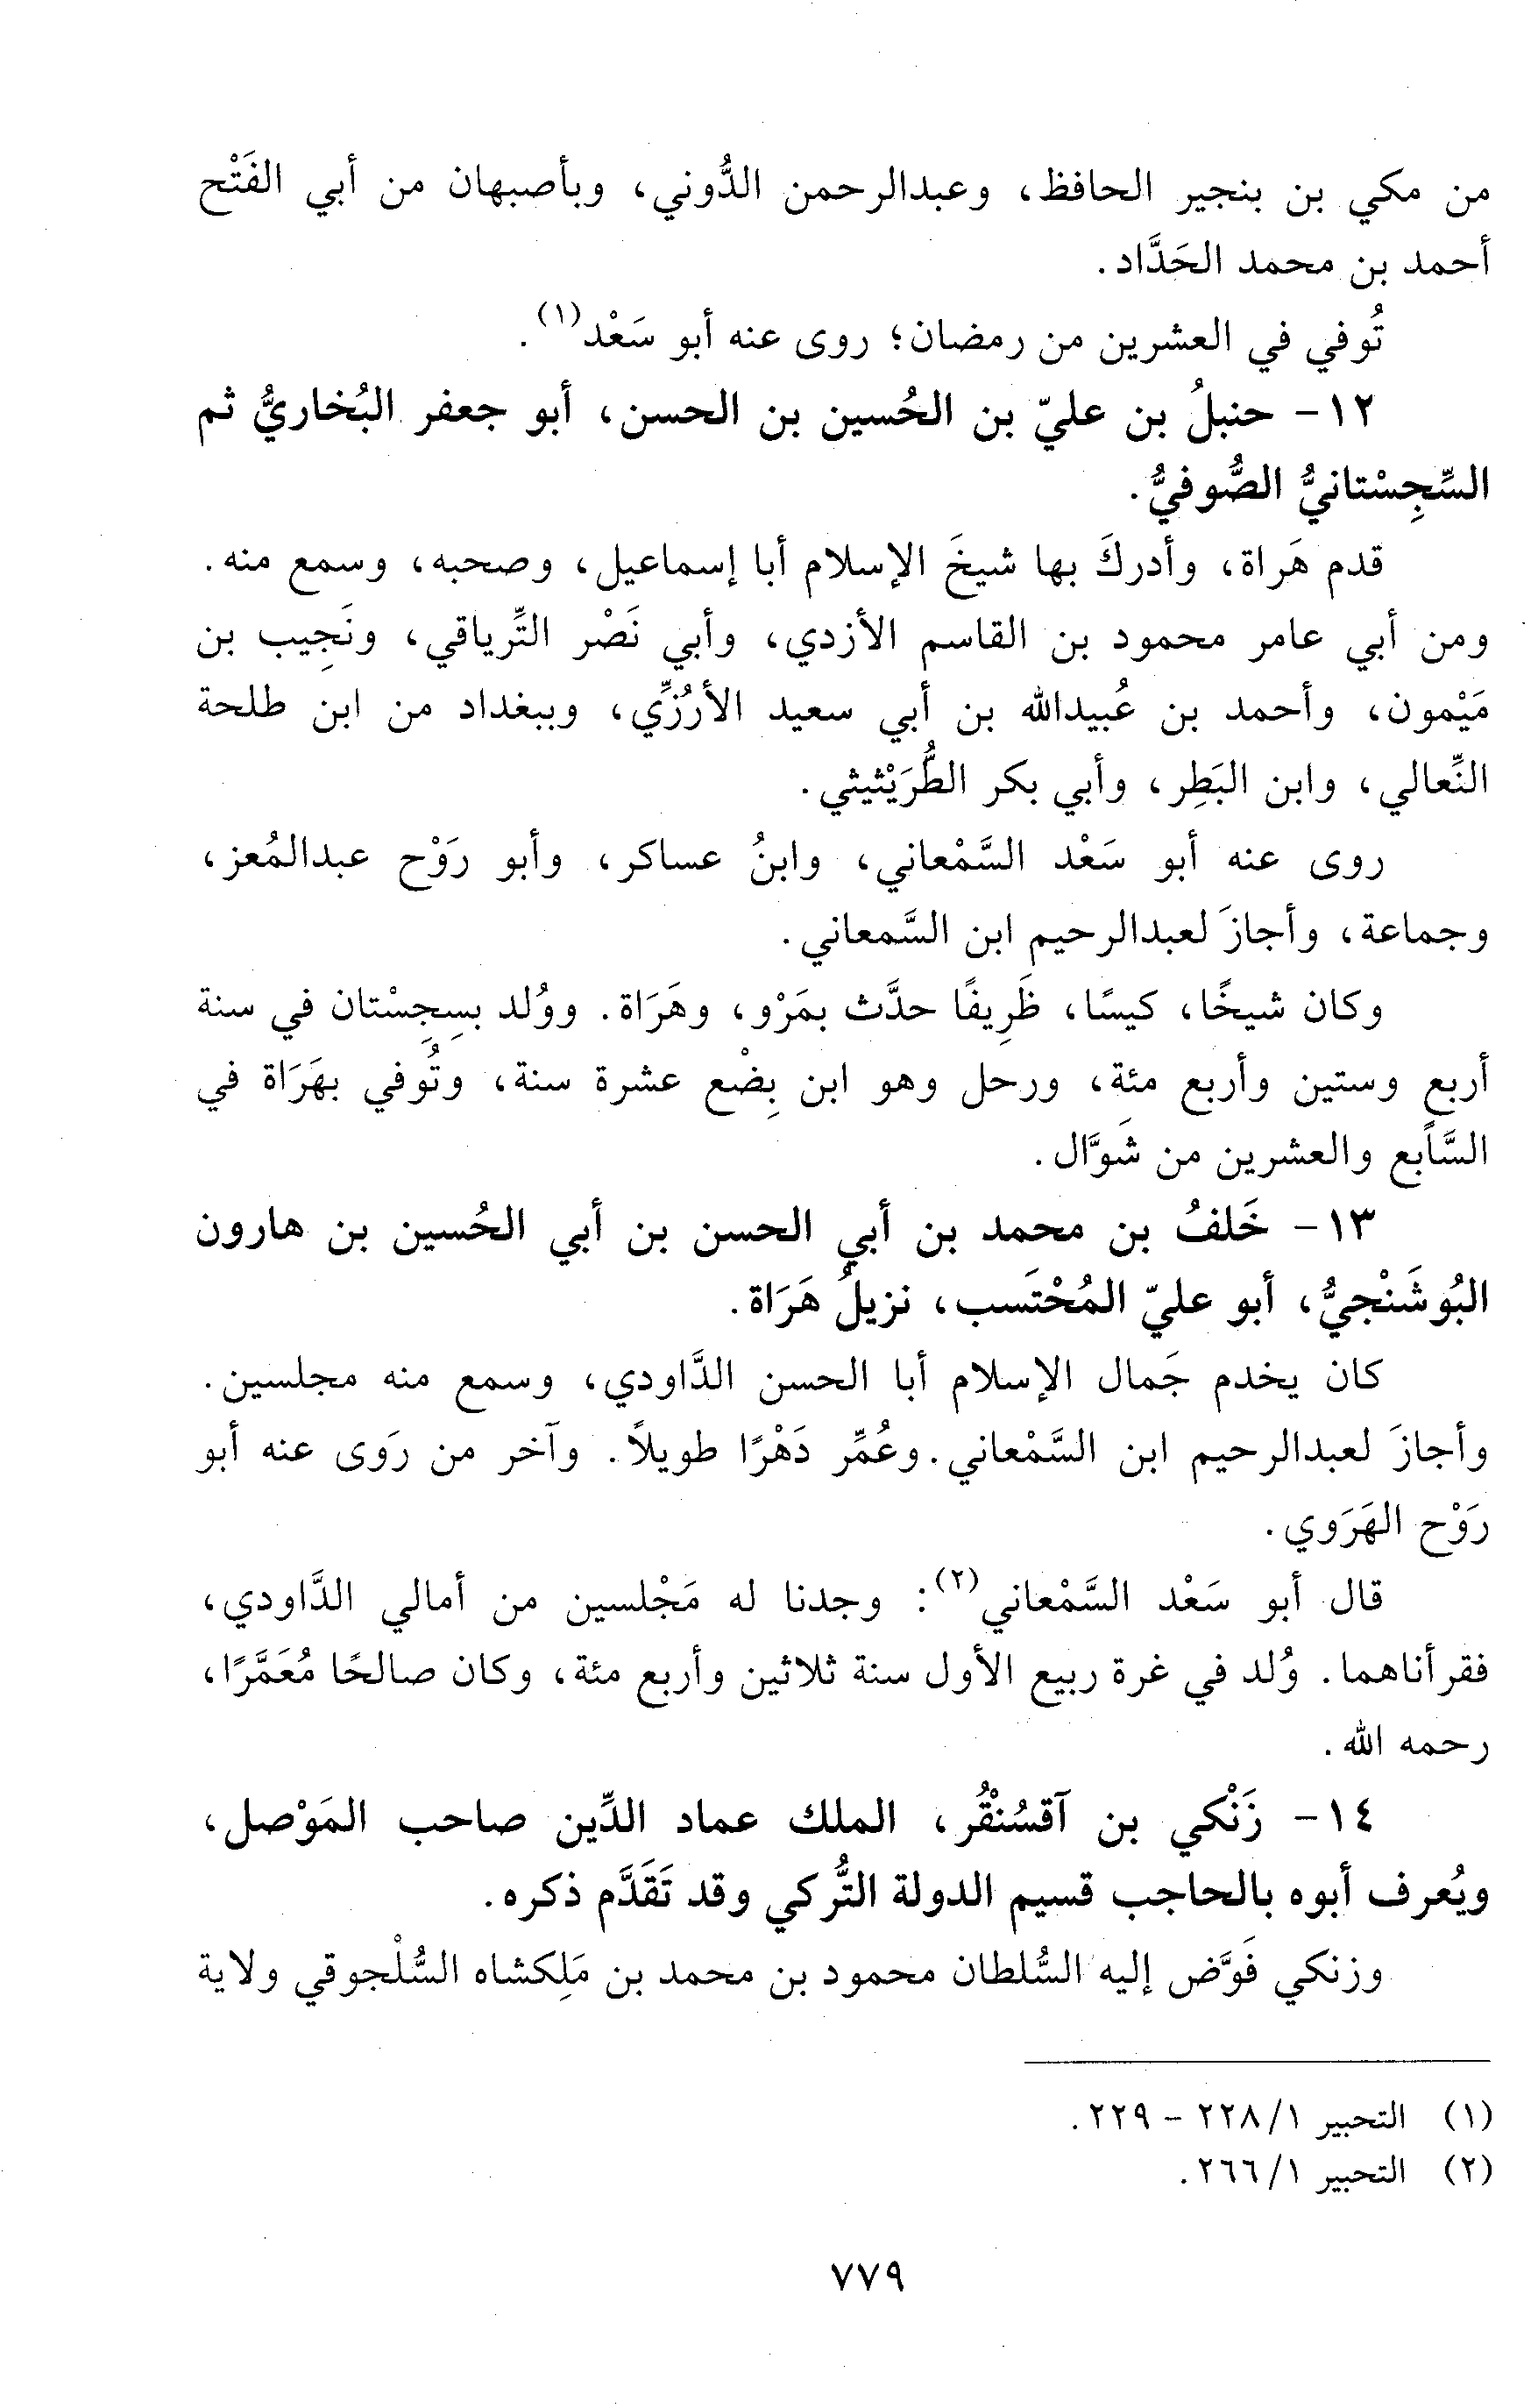 من مكي بن بنجير الحافظ، وعبدالرحمن الدُّوني، وبأصبهان من أبي الفَتْح
أحمد بن محمد الحَدَّاد.
تُوفي في العشرين من رمضان؛ روى عنه أبو سَعْد(١).
١٢- حنبلُ بن عليّ بن الحُسين بن الحسن، أبو جعفر البُخاريُّ ثم
السِّجِسْتانيُّ الصُّوفيُّ.
قدم هَراة، وأدركَ بها شيخَ الإسلام أبا إسماعيل، وصحبه، وسمع منه.
ومن أبي عامر محمود بن القاسم الأزدي، وأبي نَصْر التِّرياقي، ونَجِيب بن
مَيْمون، وأحمد بن عُبيدالله بن أبي سعيد الأرُزِّي، وببغداد من ابن طلحة
النِّعالي، وابن البَطِر، وأبي بكر الطُّرَيْثيثي.
روى عنه أبو سَعْد السَّمْعاني، وابنُ عساكر، وأبو رَوْح عبدالمُعز،
وجماعة، وأجازَ لعبدالرحيم ابن السَّمعاني.
وكان شيخًا، كيسًا، ظَرِيفًا حدَّث بمَرْو، وهَرَاة. ووُلد بسِجِسْتان في سنة
أربع وستين وأربع مئة، ورحل وهو ابن بِضْع عشرة سنة، وتُوفي بهَرَاة في
السَّابع والعشرين من شَوَّال.
١٣- خَلفُ بن محمد بن أبي الحسن بن أبي الحُسين بن هارون
البُوشَنْجيُّ، أبو عليّ المُحْتَسب، نزيلُ هَرَاة.
كان يخدم جَمال الإسلام أبا الحسن الدَّاودي، وسمع منه مجلسين.
وأجازَ لعبدالرحيم ابن السَّمْعاني. وعُمِّر دَهْرًا طويلاً. وآخر من رَوى عنه أبو
رَوْح الهَرَوي.
قال أبو سَعْد السَّمْعاني(٢): وجدنا له مَجْلسين من أمالي الدَّاودي،
فقرأناهما. وُلد في غرة ربيع الأول سنة ثلاثين وأربع مئة، وكان صالحًا مُعَمَّرًا،
رحمه الله.
١٤- زَنْكي بن آقسُنْقُر، الملك عماد الدِّين صاحب المَوْصل،
ويُعرف أبوه بالحاجب قسيم الدولة التُّركي وقد تَقَدَّم ذكره.
وزنكي فَوَّض إليه السُّلطان محمود بن محمد بن مَلِكشاه السُّلْجوقي ولاية
(١) التحبير ١/ ٢٢٨ - ٢٢٩.
(٢) التحبير ١/ ٢٦٦.
٧٧٩